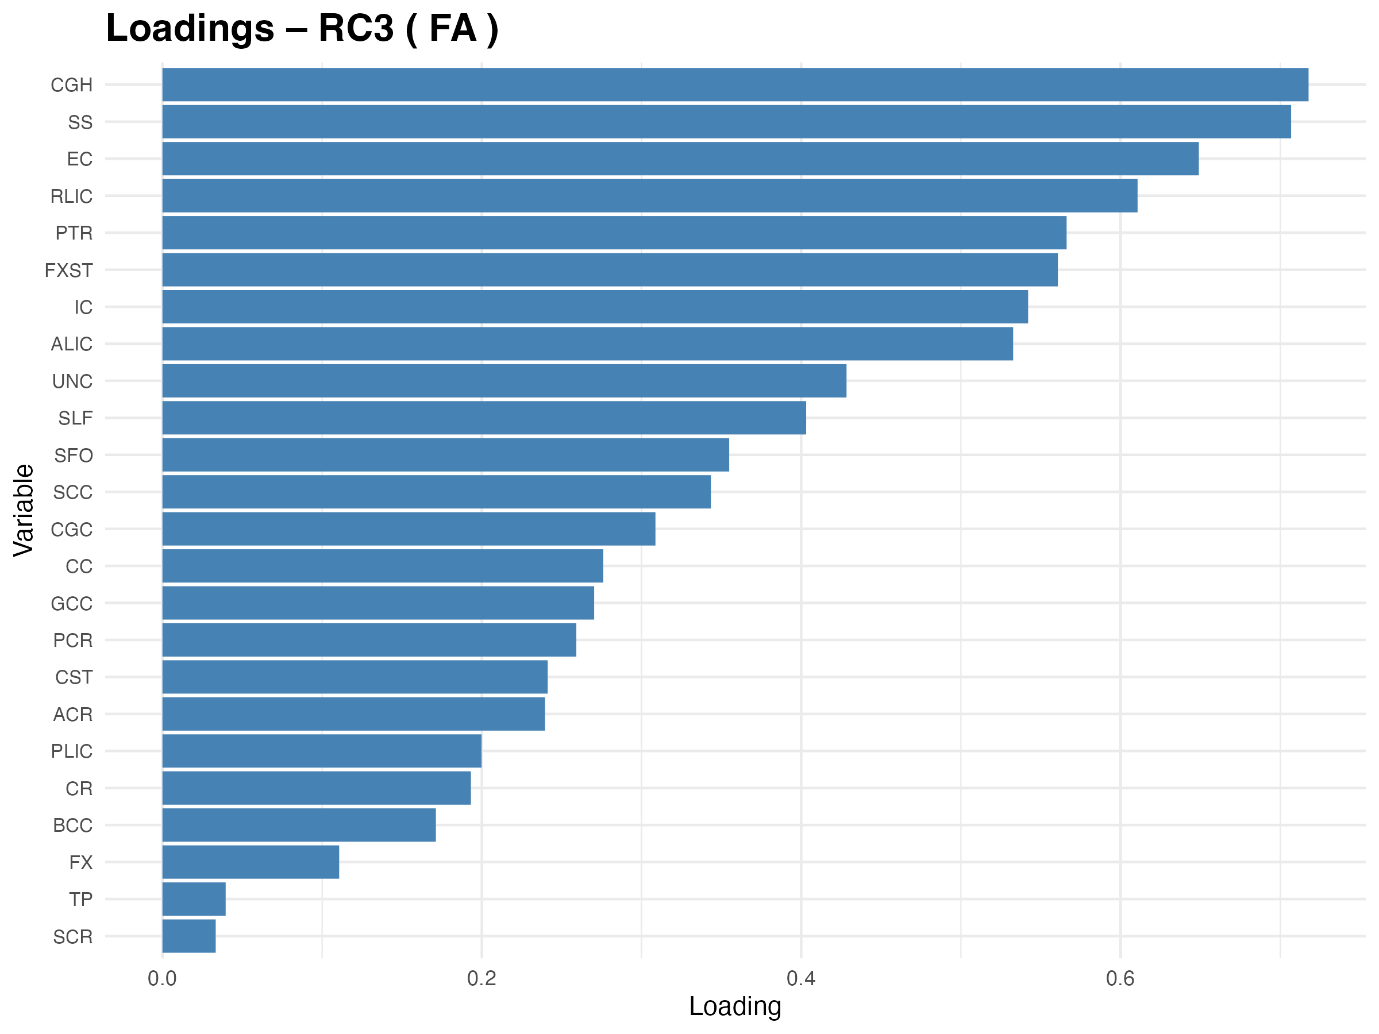 Loadings – RC3 ( FA )
CGH
SS
EC
RLIC
PTR
FXST
IC
ALIC
UNC
SLF
SFO
SCC
CGC
CC
GCC
PCR
CST
ACR
PLIC
CR
BCC
FX
TP
SCR
Variable
0.0 0.2 0.4 0.6
Loading